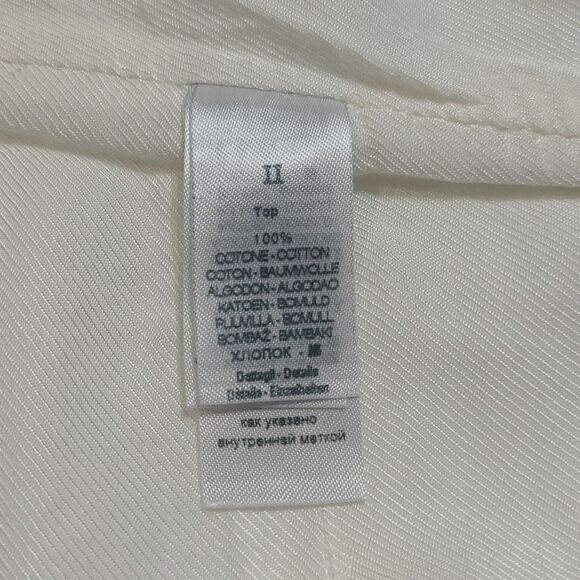 II
Top
100%
COTONE - COTTON
COTON - BAUMWOLLE
ALGODON - ALGODAO
KATOEN - BOMULD
PUUVILLA - BOMULL
BOMBAŽ - BAMBAKI
ХЛОПОК -
Dettagli - Details
Détails - Einzelheiten
как указано
внутренней меткой